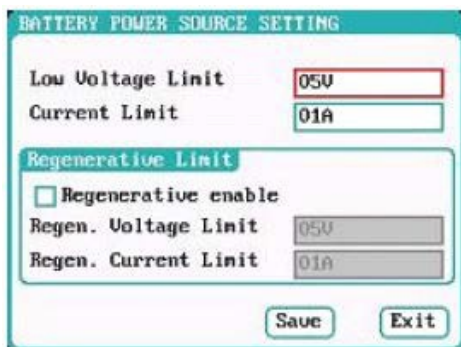 BATTERY POWER SOURCE SETTING
Low Voltage Limit 05V
Current Limit 01A
Regenerative Limit
Regenerative enable
Regen. Voltage Limit 05V
Regen. Current Limit 01A
Save Exit